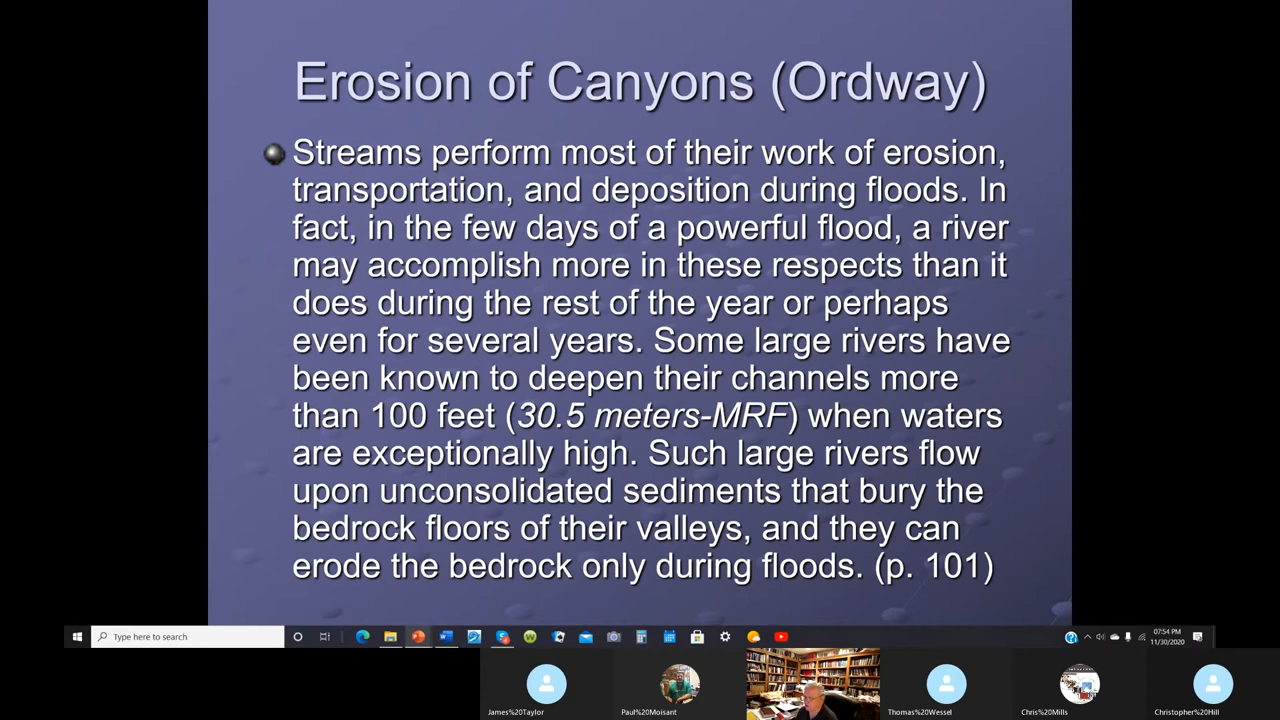 Erosion of Canyons (Ordway)
Streams perform most of their work of erosion,
transportation, and deposition during floods. In
fact, in the few days of a powerful flood, a river
may accomplish more in these respects than it
does during the rest of the year or perhaps
even for several years. Some large rivers have
been known to deepen their channels more
than 100 feet (30.5 meters-MRF) when waters
are exceptionally high. Such large rivers flow
upon unconsolidated sediments that bury the
bedrock floors of their valleys, and they can
erode the bedrock only during floods. (p. 101)
Type here to search
07:54 PM
11/30/2020
James%20Taylor
Paul%20Moisant
Thomas%20Wessel
Chris%20Mills
Christopher%20Hill